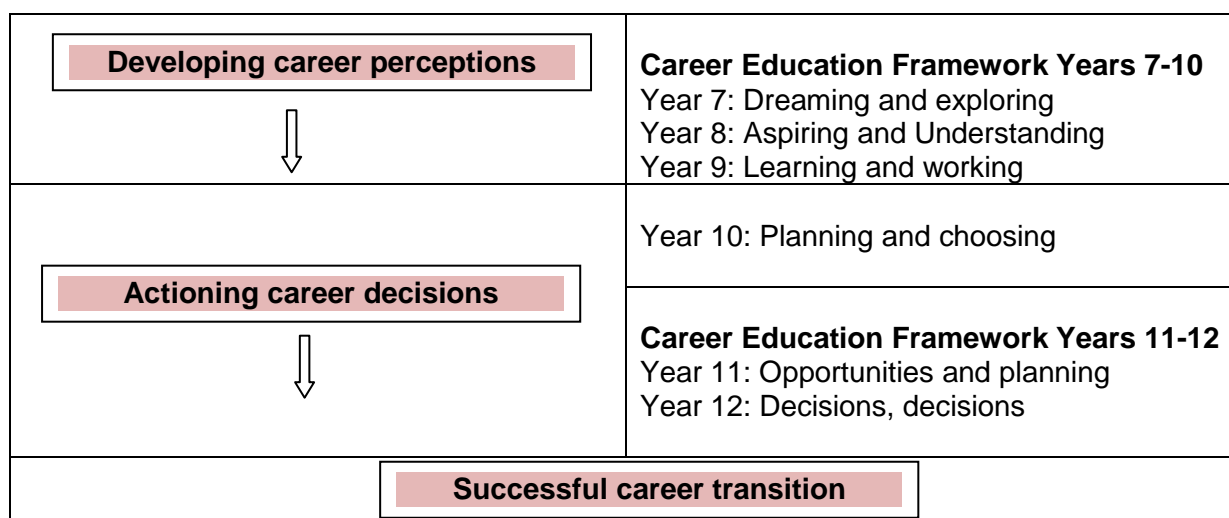 Developing career perceptions
Career Education Framework Years 7-10
Year 7: Dreaming and exploring
Year 8: Aspiring and Understanding
Year 9: Learning and working
Year 10: Planning and choosing
Actioning career decisions
Career Education Framework Years 11-12
Year 11: Opportunities and planning
Year 12: Decisions, decisions
Successful career transition